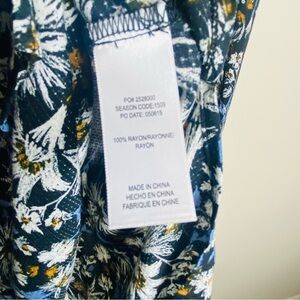 PO# 2528000
SEASON CODE:1509
PO DATE: 050615
100% RAYON/RAYONNE/
RAYÓN
MADE IN CHINA
HECHO EN CHINA
FABRIQUÉ EN CHINE